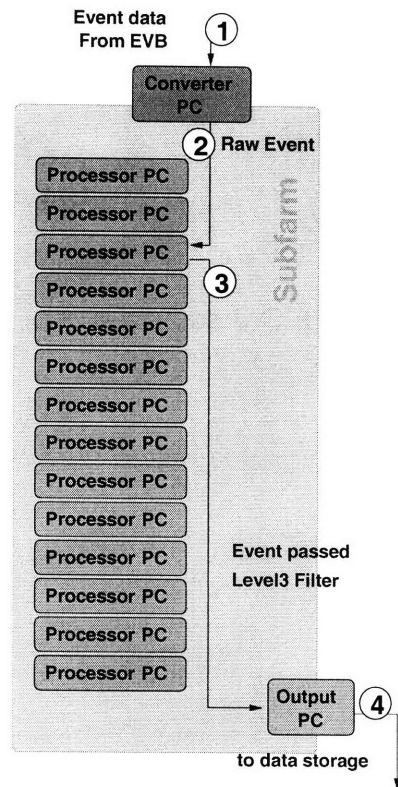 Event data
From EVB
1
Converter
PC
2 Raw Event
Processor PC
Processor PC
Processor PC
3
Processor PC
Processor PC
Processor PC
Processor PC
Processor PC
Processor PC
Processor PC
Processor PC
Processor PC
Processor PC
Processor PC
Subfarm
Event passed
Level3 Filter
Output
PC
4
to data storage